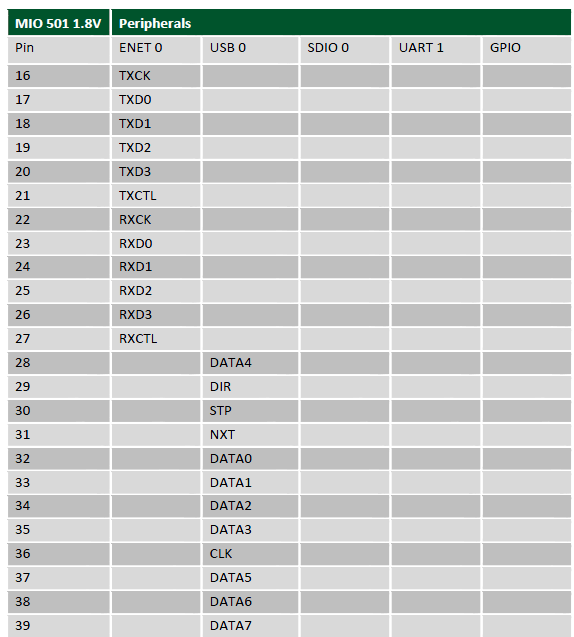 MIO 501 1.8V Peripherals
Pin ENET 0 USB 0 SDIO 0 UART 1 GPIO
16 TXCK
17 TXD0
18 TXD1
19 TXD2
20 TXD3
21 TXCTL
22 RXCK
23 RXD0
24 RXD1
25 RXD2
26 RXD3
27 RXCTL
28 DATA4
29 DIR
30 STP
31 NXT
32 DATA0
33 DATA1
34 DATA2
35 DATA3
36 CLK
37 DATA5
38 DATA6
39 DATA7